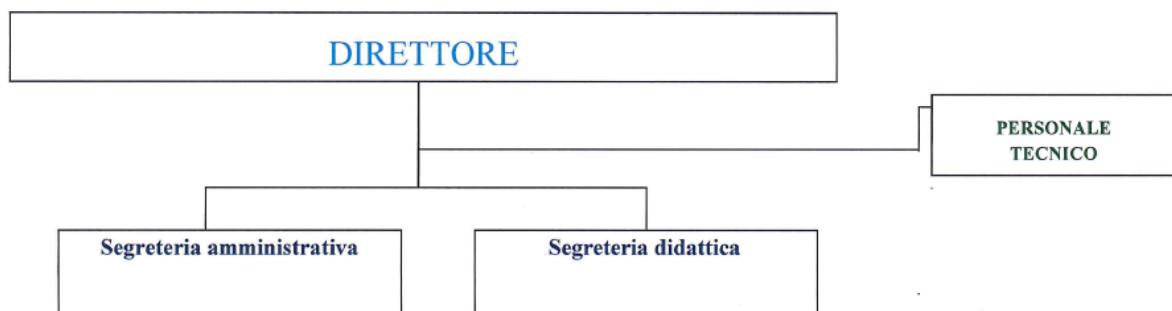 DIRETTORE
PERSONALE
TECNICO
Segreteria amministrativa
Segreteria didattica